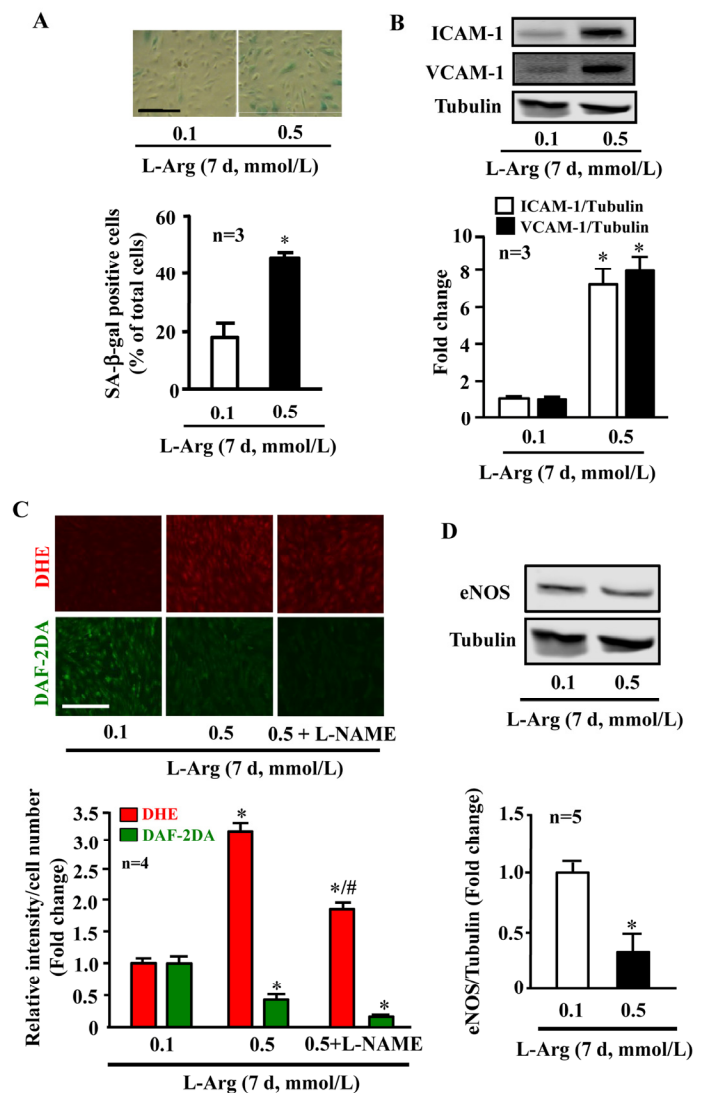 A
0.1 0.5
L-Arg (7 d, mmol/L)
SA-β-gal positive cells
(% of total cells)
60
40
20
0
n=3
*
0.1 0.5
L-Arg (7 d, mmol/L)
B
ICAM-1
VCAM-1
Tubulin
0.1 0.5
L-Arg (7 d, mmol/L)
ICAM-1/Tubulin
VCAM-1/Tubulin
Fold change
10
8
6
4
2
0
n=3
* *
0.1 0.5
L-Arg (7 d, mmol/L)
C
DHE
DAF-2DA
0.1 0.5 0.5 + L-NAME
L-Arg (7 d, mmol/L)
Relative intensity/cell number
(Fold change)
3.5
3.0
2.0
1.0
0.5
0
DHE
DAF-2DA
n=4
*
*
*/#
*
0.1 0.5 0.5+L-NAME
L-Arg (7 d, mmol/L)
D
eNOS
Tubulin
0.1 0.5
L-Arg (7 d, mmol/L)
eNOS/Tubulin (Fold change)
1.5
1.0
0.5
0
n=5
*
0.1 0.5
L-Arg (7 d, mmol/L)